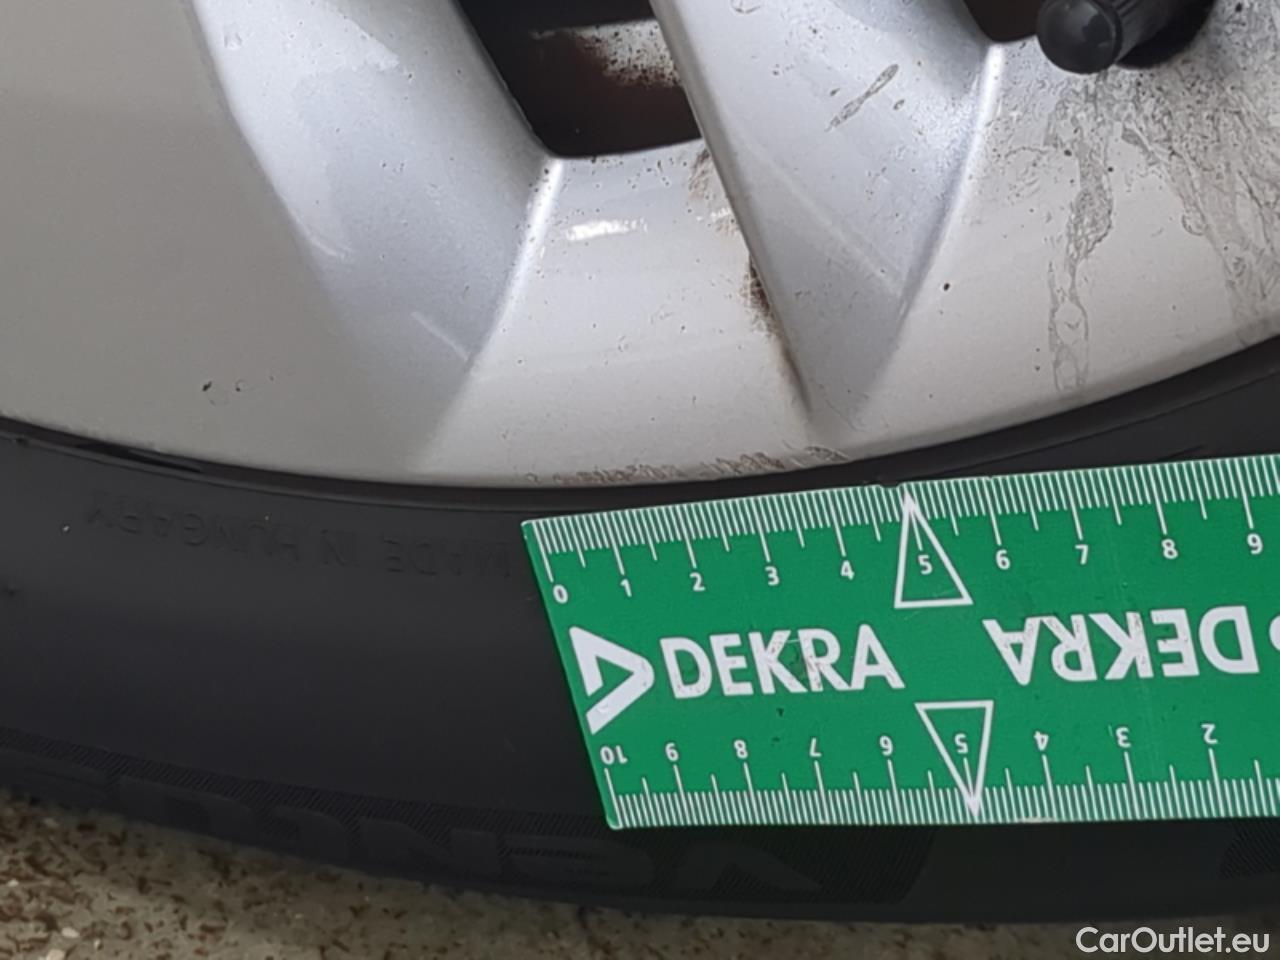 MADE IN HUNGARY
0 1 2 3 4 5 6 7 8 9
DEKRA DEKRA
10 9 8 7 6 5 4 3 2
CarOutlet.eu